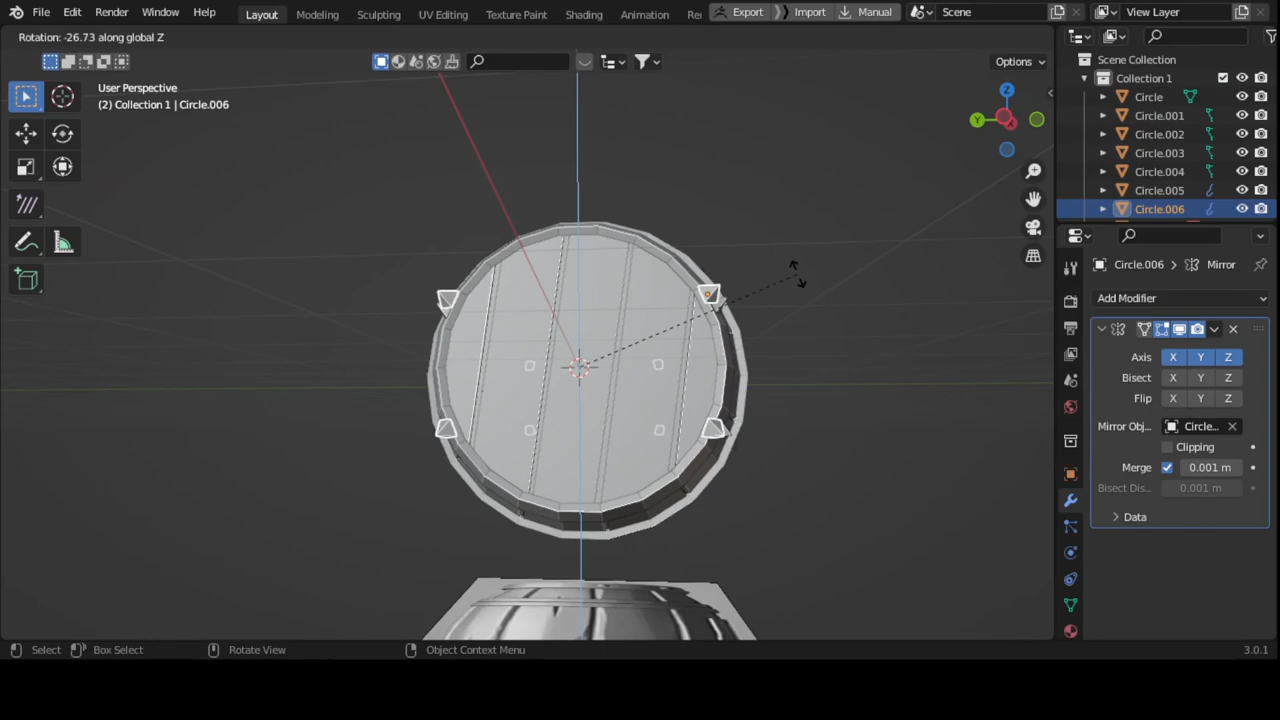 File Edit Render Window Help Layout Modeling Sculpting UV Editing Texture Paint Shading Animation Export Import Manual Scene View Layer
Rotation: -26.73 along global Z
Options
User Perspective
(2) Collection 1 | Circle.006
Z
Y
X
Scene Collection
Collection 1
Circle
Circle.001
Circle.002
Circle.003
Circle.004
Circle.005
Circle.006
Circle.006 Mirror
Add Modifier
Axis X Y Z
Bisect X Y Z
Flip X Y Z
Mirror Obj... Circle...
Clipping
Merge 0.001 m
Bisect Dis... 0.001 m
Data
Select Box Select Rotate View Object Context Menu 3.0.1